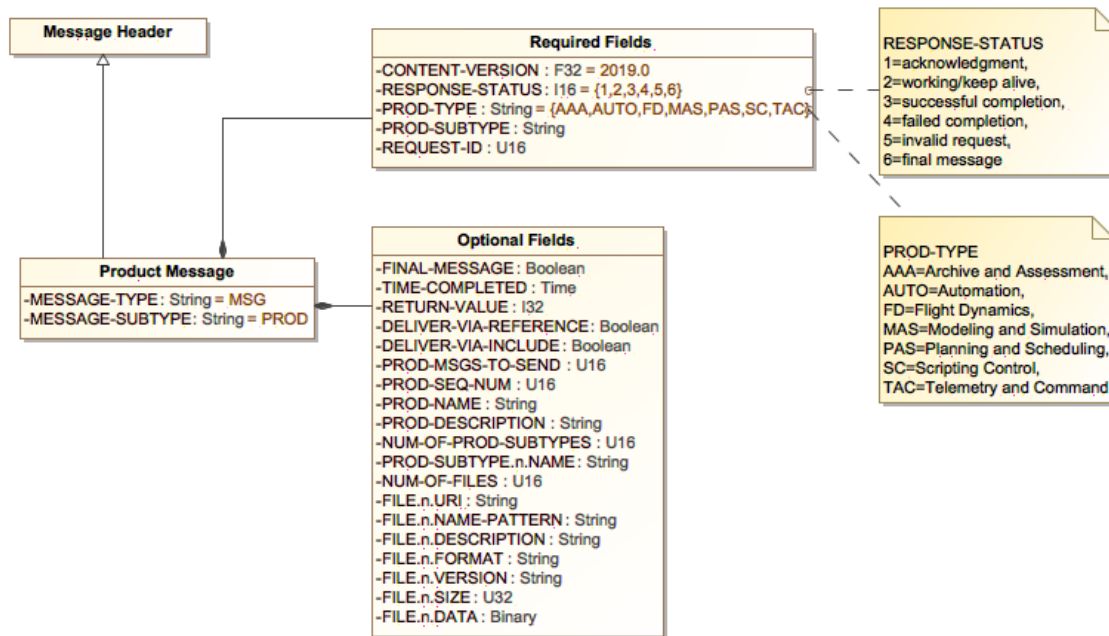 Message Header
Required Fields
-CONTENT-VERSION : F32 = 2019.0
-RESPONSE-STATUS : I16 = {1,2,3,4,5,6}
-PROD-TYPE : String = {AAA,AUTO,FD,MAS,PAS,SC,TAC}
-PROD-SUBTYPE : String
-REQUEST-ID : U16
RESPONSE-STATUS
1=acknowledgment,
2=working/keep alive,
3=successful completion,
4=failed completion,
5=invalid request,
6=final message
PROD-TYPE
AAA=Archive and Assessment,
AUTO=Automation,
FD=Flight Dynamics,
MAS=Modeling and Simulation,
PAS=Planning and Scheduling,
SC=Scripting Control,
TAC=Telemetry and Command
Product Message
-MESSAGE-TYPE : String = MSG
-MESSAGE-SUBTYPE : String = PROD
Optional Fields
-FINAL-MESSAGE : Boolean
-TIME-COMPLETED : Time
-RETURN-VALUE : I32
-DELIVER-VIA-REFERENCE : Boolean
-DELIVER-VIA-INCLUDE : Boolean
-PROD-MSGS-TO-SEND : U16
-PROD-SEQ-NUM : U16
-PROD-NAME : String
-PROD-DESCRIPTION : String
-NUM-OF-PROD-SUBTYPES : U16
-PROD-SUBTYPE.n.NAME : String
-NUM-OF-FILES : U16
-FILE.n.URI : String
-FILE.n.NAME-PATTERN : String
-FILE.n.DESCRIPTION : String
-FILE.n.FORMAT : String
-FILE.n.VERSION : String
-FILE.n.SIZE : U32
-FILE.n.DATA : Binary